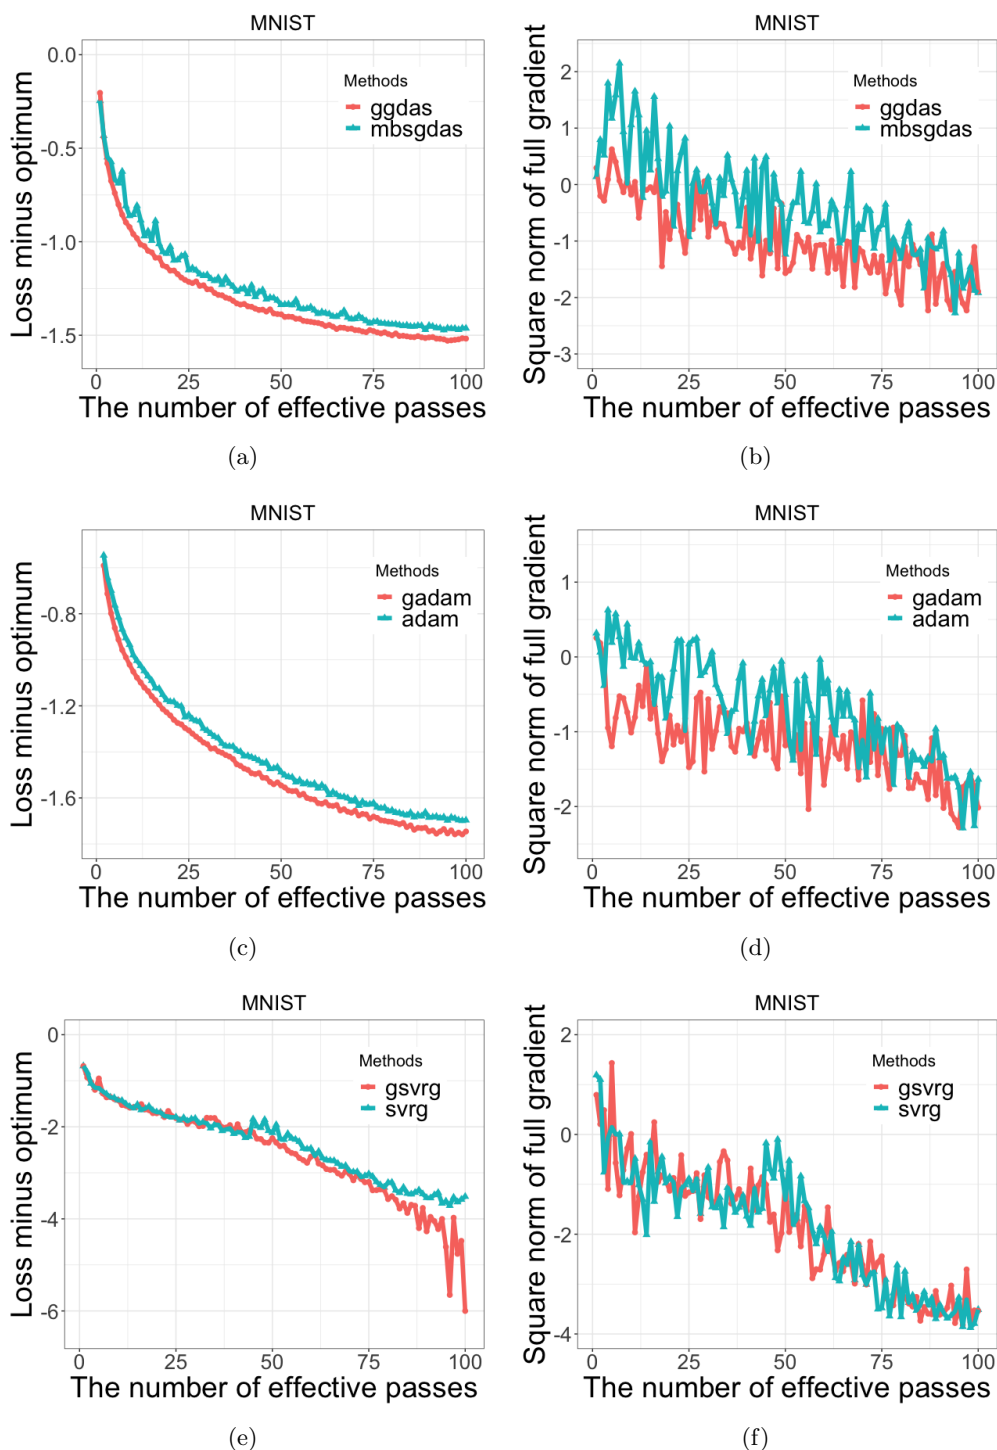 MNIST
Loss minus optimum
0.0
-0.5
-1.0
-1.5
Methods
ggdas
mbsgdas
0 25 50 75 100
The number of effective passes
(a)
MNIST
Square norm of full gradient
2
1
0
-1
-2
-3
Methods
ggdas
mbsgdas
0 25 50 75 100
The number of effective passes
(b)
MNIST
Loss minus optimum
-0.8
-1.2
-1.6
Methods
gadam
adam
0 25 50 75 100
The number of effective passes
(c)
MNIST
Square norm of full gradient
1
0
-1
-2
Methods
gadam
adam
0 25 50 75 100
The number of effective passes
(d)
MNIST
Loss minus optimum
0
-2
-4
-6
Methods
gsvrg
svrg
0 25 50 75 100
The number of effective passes
(e)
MNIST
Square norm of full gradient
2
0
-2
-4
Methods
gsvrg
svrg
0 25 50 75 100
The number of effective passes
(f)